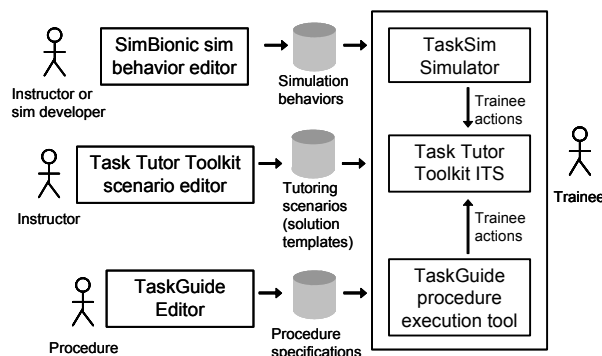 SimBionic sim
behavior editor
Instructor or
sim developer
Simulation
behaviors
TaskSim
Simulator
Trainee
actions
Task Tutor Toolkit
scenario editor
Instructor
Tutoring
scenarios
(solution
templates)
Task Tutor
Toolkit ITS
Trainee
Trainee
actions
TaskGuide
Editor
Procedure
Procedure
specifications
TaskGuide
procedure
execution tool